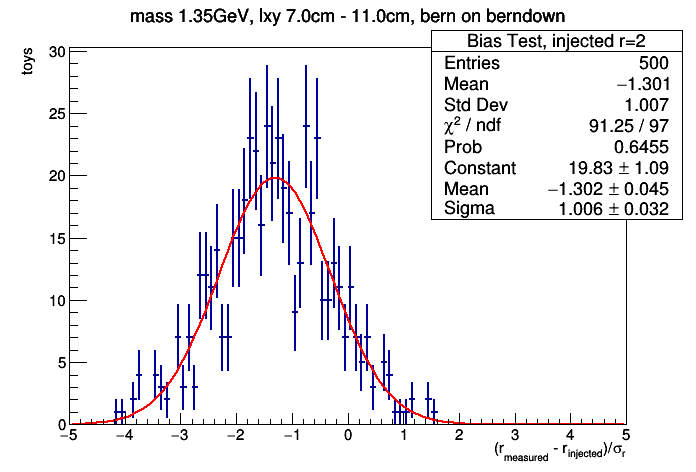 mass 1.35GeV, lxy 7.0cm - 11.0cm, bern on berndown
Bias Test, injected r=2
Entries 500
Mean −1.301
Std Dev 1.007
χ² / ndf 91.25 / 97
Prob 0.6455
Constant 19.83 ± 1.09
Mean −1.302 ± 0.045
Sigma 1.006 ± 0.032
toys
30
25
20
15
10
5
0
−5 −4 −3 −2 −1 0 1 2 3 4 5
(r_measured - r_injected)/σ_r